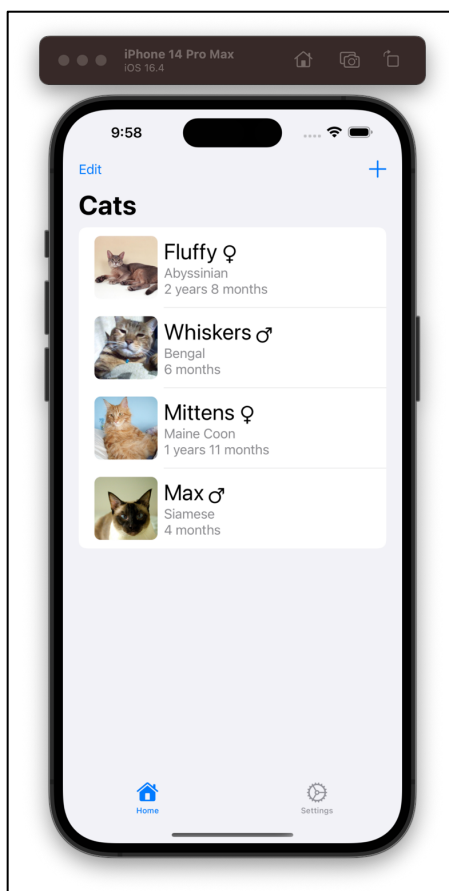 iPhone 14 Pro Max
iOS 16.4
9:58
Edit
Cats
Fluffy ♀
Abyssinian
2 years 8 months
Whiskers ♂
Bengal
6 months
Mittens ♀
Maine Coon
1 years 11 months
Max ♂
Siamese
4 months
Home
Settings